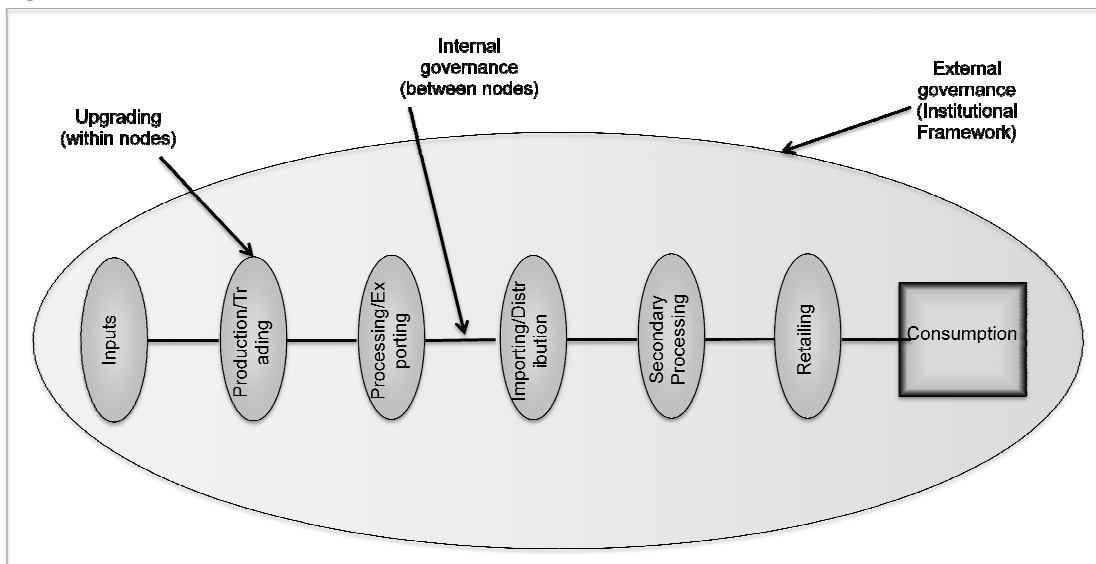 Internal
governance
(between nodes)
External
governance
(Institutional
Framework)
Upgrading
(within nodes)
Inputs
Production/Tr
ading
Processing/Ex
porting
Importing/Distr
ibution
Secondary
Processing
Retailing
Consumption